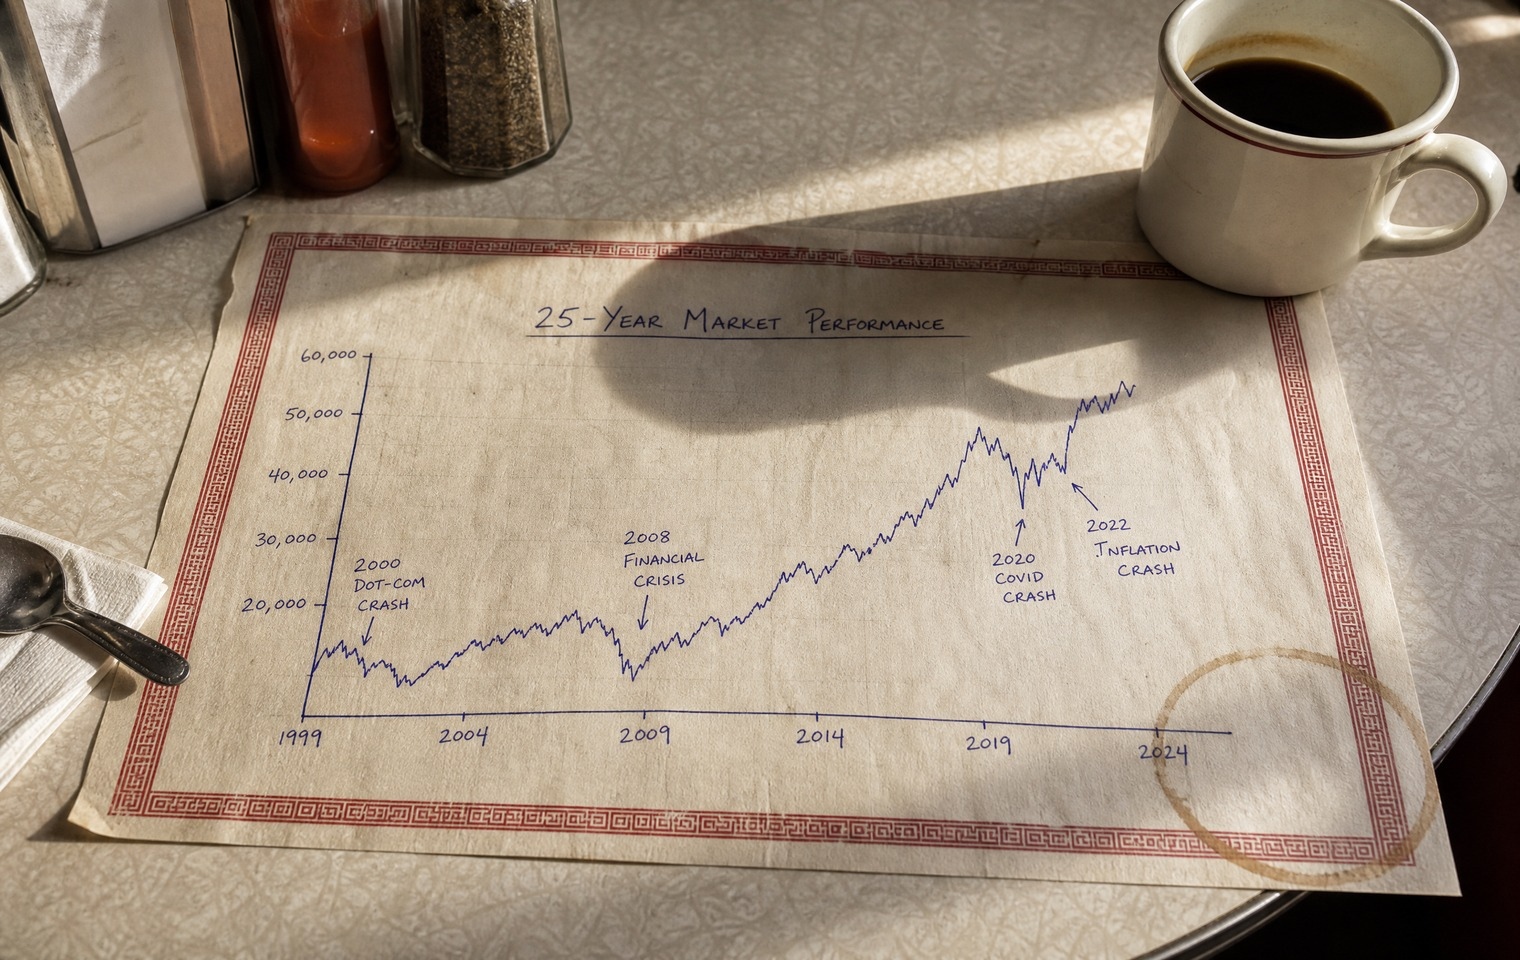 25-YEAR MARKET PERFORMANCE
60,000
50,000
40,000
30,000
20,000
2000
DOT-COM
CRASH
2008
FINANCIAL
CRISIS
2020
COVID
CRASH
2022
INFLATION
CRASH
1999
2004
2009
2014
2019
2024